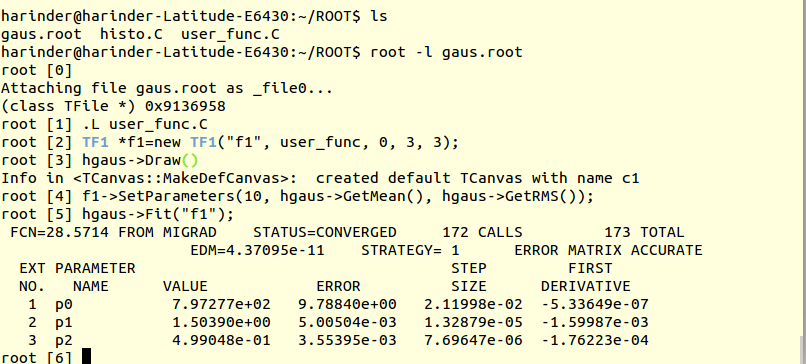 harinder@harinder-Latitude-E6430:~/ROOT$ ls
gaus.root  histo.C  user_func.C
harinder@harinder-Latitude-E6430:~/ROOT$ root -l gaus.root
root [0]
Attaching file gaus.root as _file0...
(class TFile *) 0x9136958
root [1] .L user_func.C
root [2] TF1 *f1=new TF1("f1", user_func, 0, 3, 3);
root [3] hgaus->Draw()
Info in <TCanvas::MakeDefCanvas>:  created default TCanvas with name c1
root [4] f1->SetParameters(10, hgaus->GetMean(), hgaus->GetRMS());
root [5] hgaus->Fit("f1");
 FCN=28.5714 FROM MIGRAD    STATUS=CONVERGED     172 CALLS         173 TOTAL
                     EDM=4.37095e-11    STRATEGY= 1      ERROR MATRIX ACCURATE
  EXT PARAMETER                                   STEP         FIRST
  NO.   NAME      VALUE            ERROR          SIZE      DERIVATIVE
   1  p0           7.97277e+02   9.78840e+00   2.11998e-02  -5.33649e-07
   2  p1           1.50390e+00   5.00504e-03   1.32879e-05  -1.59987e-03
   3  p2           4.99048e-01   3.55395e-03   7.69647e-06  -1.76223e-04
root [6]